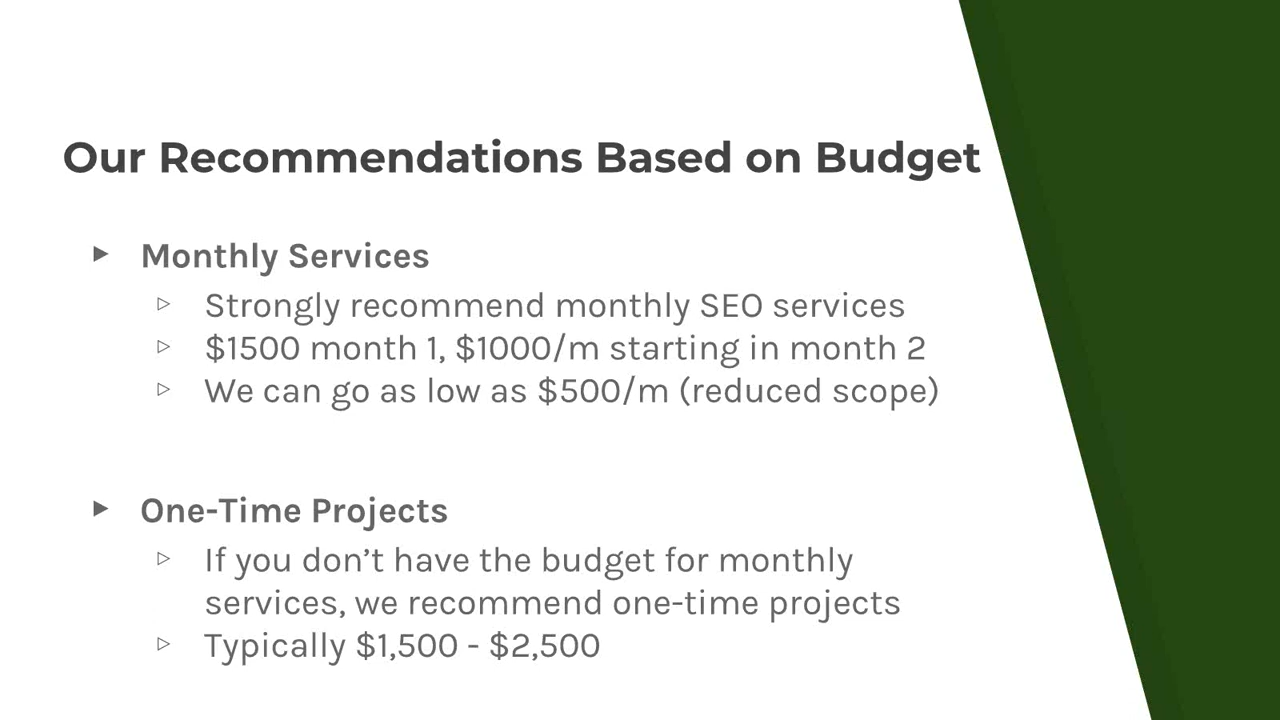 Our Recommendations Based on Budget
Monthly Services
Strongly recommend monthly SEO services
$1500 month 1, $1000/m starting in month 2
We can go as low as $500/m (reduced scope)
One-Time Projects
If you don’t have the budget for monthly
services, we recommend one-time projects
Typically $1,500 - $2,500